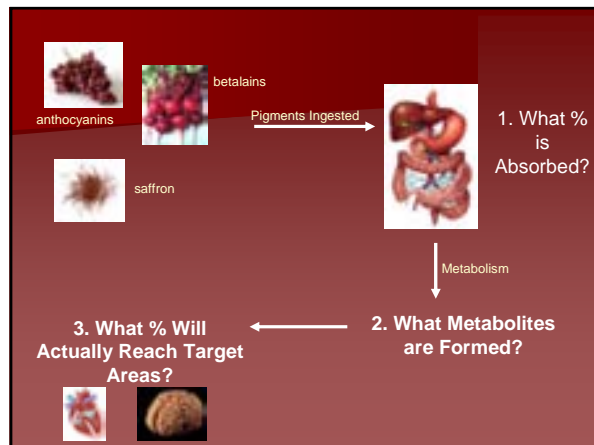 betalains
anthocyanins
Pigments Ingested
1. What %
is
Absorbed?
saffron
Metabolism
2. What Metabolites
are Formed?
3. What % Will
Actually Reach Target
Areas?